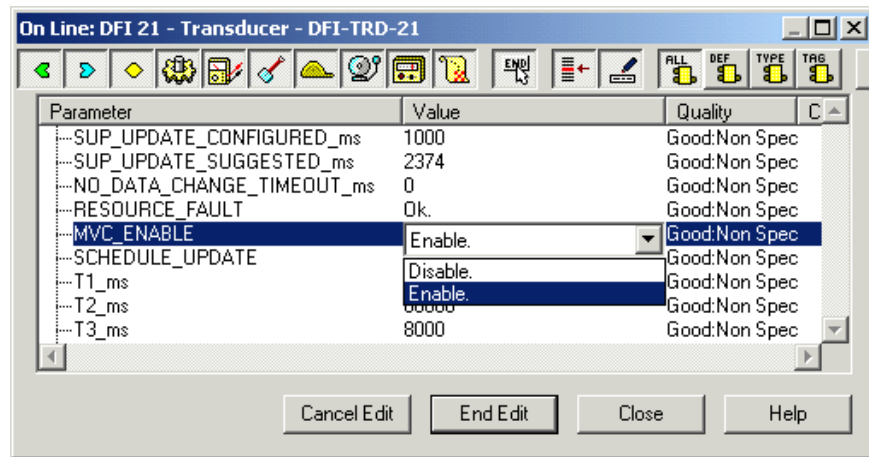 On Line: DFI 21 - Transducer - DFI-TRD-21
END ALL DEF TYPE TAG
Parameter Value Quality C
SUP_UPDATE_CONFIGURED_ms 1000 Good:Non Spec
SUP_UPDATE_SUGGESTED_ms 2374 Good:Non Spec
NO_DATA_CHANGE_TIMEOUT_ms 0 Good:Non Spec
RESOURCE_FAULT Ok. Good:Non Spec
MVC_ENABLE Enable. Good:Non Spec
SCHEDULE_UPDATE Disable. Good:Non Spec
T1_ms Enable. Good:Non Spec
T2_ms Good:Non Spec
T3_ms 8000 Good:Non Spec
Cancel Edit End Edit Close Help